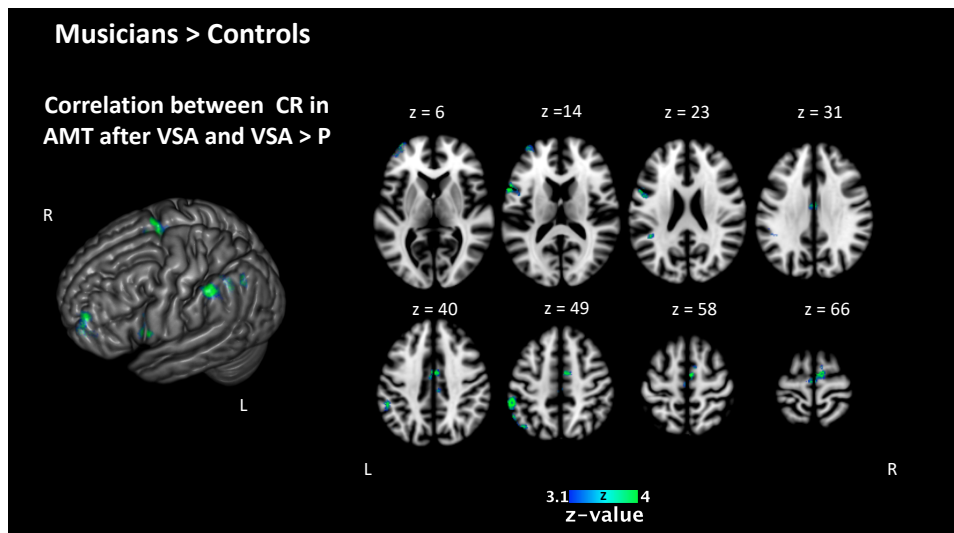 Musicians > Controls
Correlation between CR in
AMT after VSA and VSA > P
z = 6
z =14
z = 23
z = 31
R
z = 40
z = 49
z = 58
z = 66
L
L
R
3.1 z 4
z-value